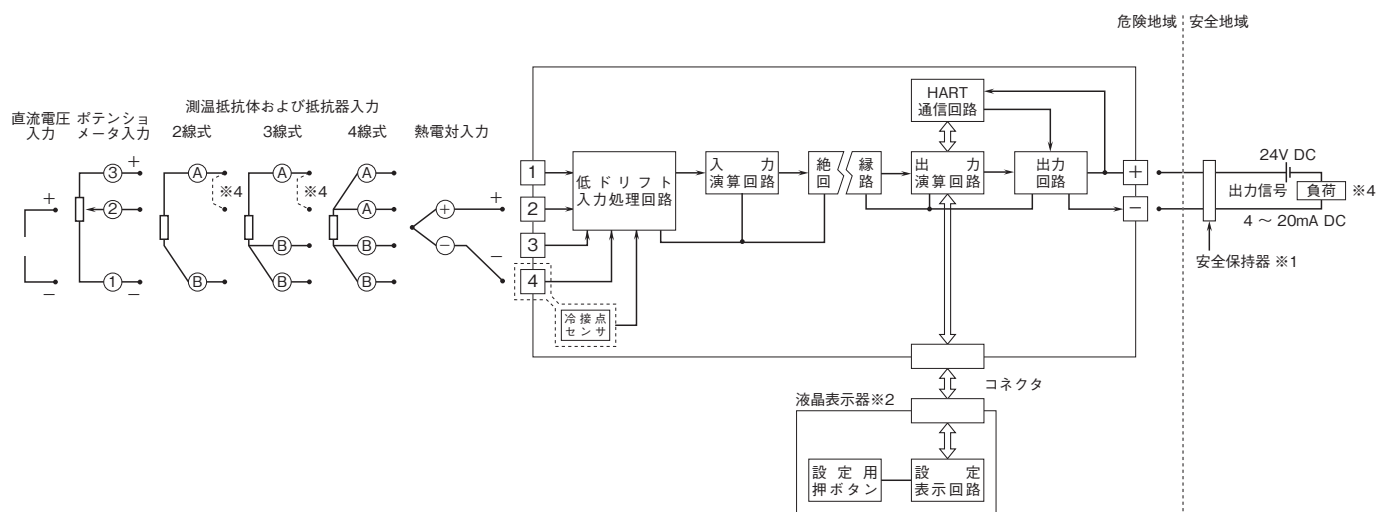 危険地域
安全地域
直流電圧
入力
ポテンショ
メータ入力
測温抵抗体および抵抗器入力
2線式
3線式
4線式
熱電対入力
+
−
3
+
2
1
−
A
※4
B
A
※4
B
B
A
A
B
B
+
−
+
−
1
2
3
4
低ドリフト
入力処理回路
冷接点
センサ
入力
演算回路
絶縁
回路
HART
通信回路
出力
演算回路
出力
回路
+
−
24V DC
出力信号
負荷
※4
4 ~ 20mA DC
安全保持器 ※1
コネクタ
液晶表示器※2
設定用
押ボタン
設定
表示回路